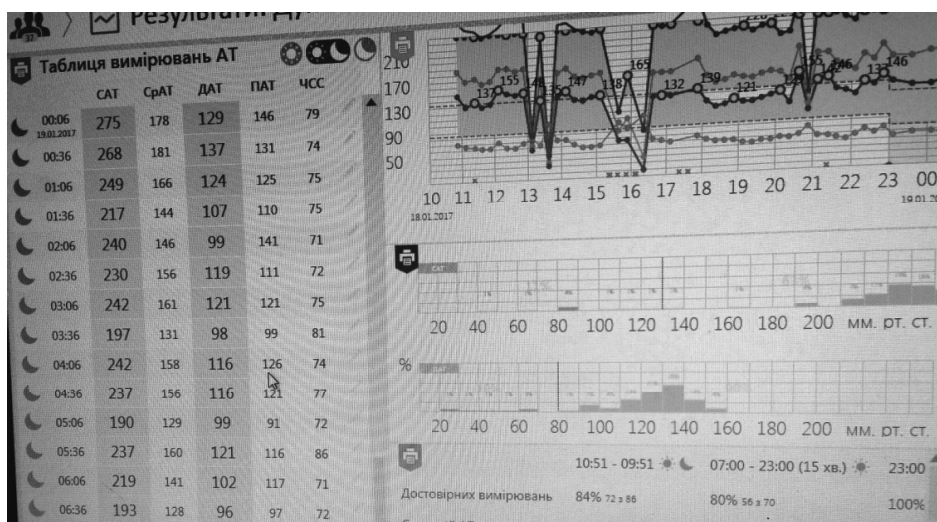 37
Результати
Таблиця вимірювань АТ
САТ СрАТ ДАТ ПАТ ЧСС
00:06 275 178 129 146 79
19.01.2017
00:36 268 181 137 131 74
01:06 249 166 124 125 75
01:36 217 144 107 110 75
02:06 240 146 99 141 71
02:36 230 156 119 111 72
03:06 242 161 121 121 75
03:36 197 131 98 99 81
04:06 242 158 116 126 74
04:36 237 156 116 121 77
05:06 190 129 99 91 72
05:36 237 160 121 116 86
06:06 219 141 102 117 71
06:36 193 128 96 97 72
210
170
130
90
50
137 155 147 138 165 132 139 121 155 146 146
10 11 12 13 14 15 16 17 18 19 20 21 22 23 00
18.01.2017
САТ
20 40 60 80 100 120 140 160 180 200 мм. рт. ст.
%
ДАТ
20 40 60 80 100 120 140 160 180 200 мм. рт. ст.
10:51 - 09:51 07:00 - 23:00 (15 хв.) 23:00
Достовірних вимірювань 84% 72 з 86 80% 56 з 70 100%